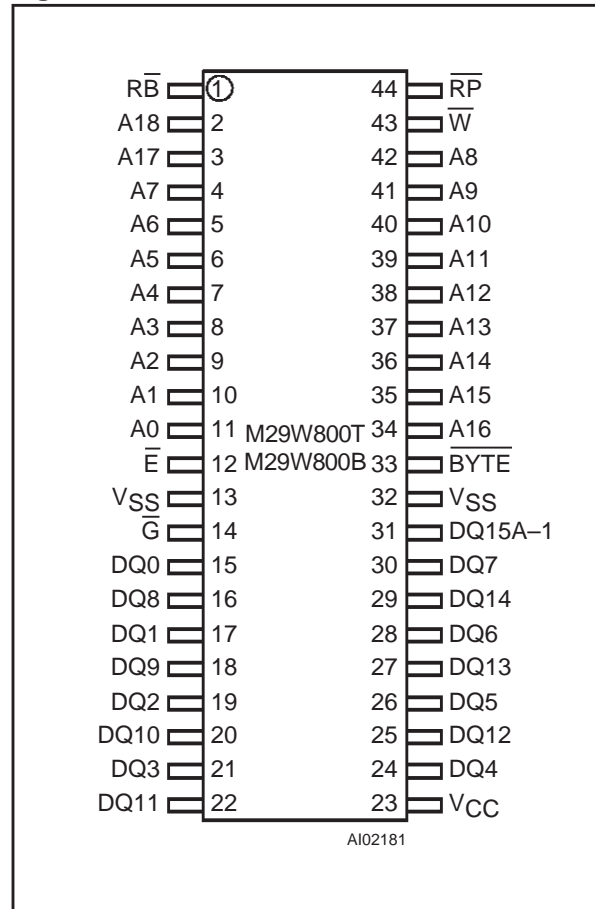 RB̅ 1 44 R̅P̅
A18 2 43 W̅
A17 3 42 A8
A7 4 41 A9
A6 5 40 A10
A5 6 39 A11
A4 7 38 A12
A3 8 37 A13
A2 9 36 A14
A1 10 35 A15
A0 11 M29W800T 34 A16
E̅ 12 M29W800B 33 B̅Y̅T̅E̅
VSS 13 32 VSS
G̅ 14 31 DQ15A–1
DQ0 15 30 DQ7
DQ8 16 29 DQ14
DQ1 17 28 DQ6
DQ9 18 27 DQ13
DQ2 19 26 DQ5
DQ10 20 25 DQ12
DQ3 21 24 DQ4
DQ11 22 23 VCC
AI02181